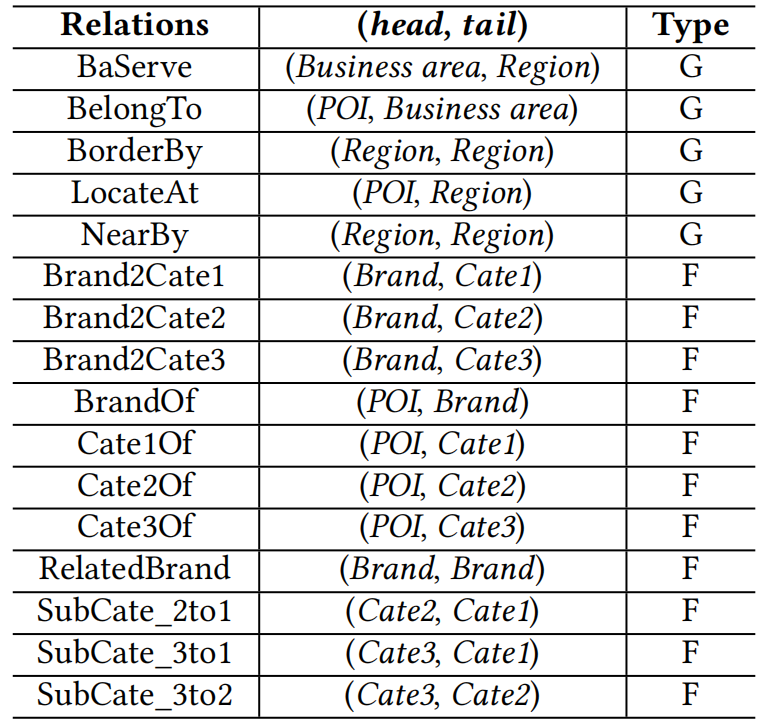 Relations (head, tail) Type
BaServe (Business area, Region) G
BelongTo (POI, Business area) G
BorderBy (Region, Region) G
LocateAt (POI, Region) G
NearBy (Region, Region) G
Brand2Cate1 (Brand, Cate1) F
Brand2Cate2 (Brand, Cate2) F
Brand2Cate3 (Brand, Cate3) F
BrandOf (POI, Brand) F
Cate1Of (POI, Cate1) F
Cate2Of (POI, Cate2) F
Cate3Of (POI, Cate3) F
RelatedBrand (Brand, Brand) F
SubCate_2to1 (Cate2, Cate1) F
SubCate_3to1 (Cate3, Cate1) F
SubCate_3to2 (Cate3, Cate2) F